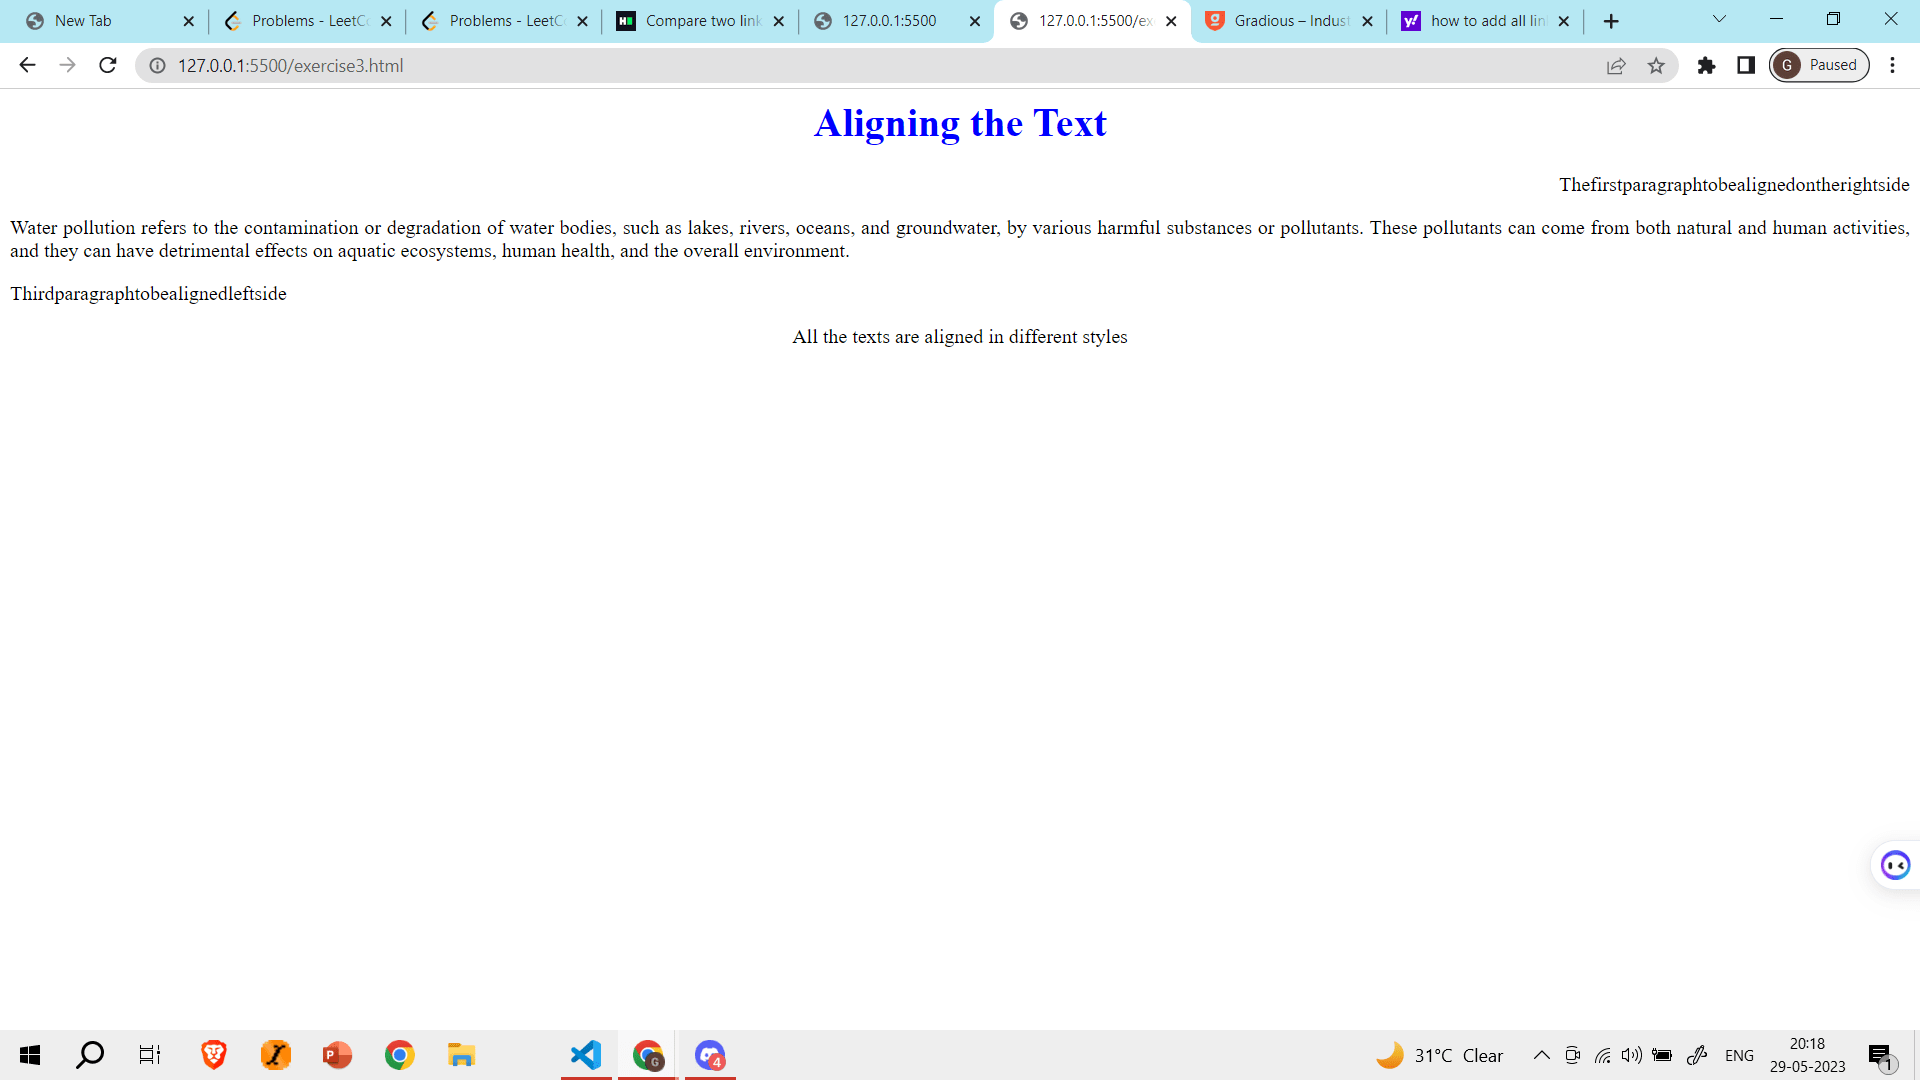 New Tab
Problems - LeetCo
Problems - LeetCo
Compare two link
127.0.0.1:5500
127.0.0.1:5500/ex
Gradious – Indust
how to add all lin
127.0.0.1:5500/exercise3.html
G Paused
Aligning the Text
Thefirstparagraphtobealignedontherightside
Water pollution refers to the contamination or degradation of water bodies, such as lakes, rivers, oceans, and groundwater, by various harmful substances or pollutants. These pollutants can come from both natural and human activities,
and they can have detrimental effects on aquatic ecosystems, human health, and the overall environment.
Thirdparagraphtobealignedleftside
All the texts are aligned in different styles
31°C Clear
ENG
20:18
29-05-2023
4
1